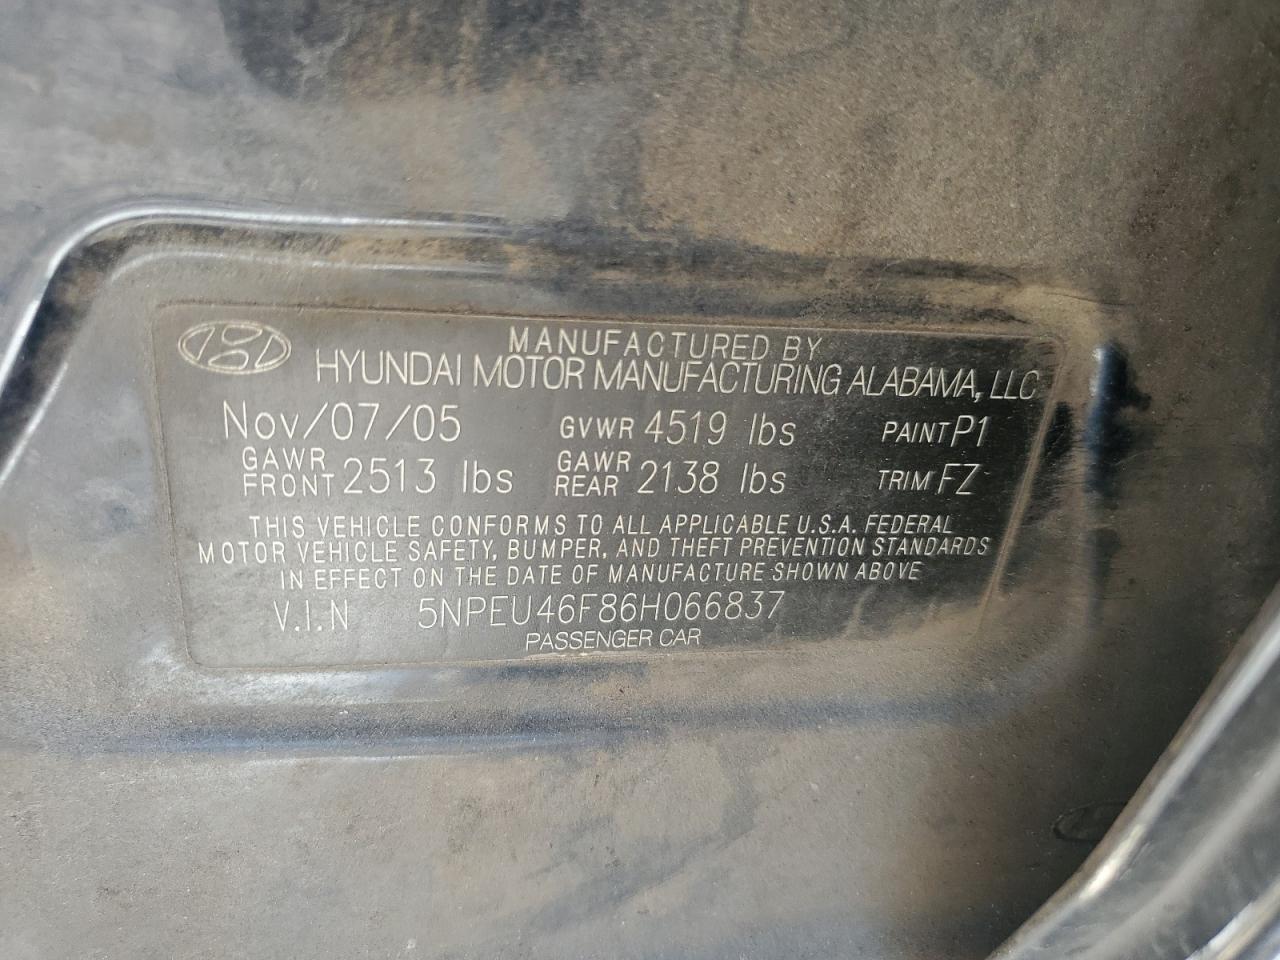 MANUFACTURED BY
HYUNDAI MOTOR MANUFACTURING ALABAMA, LLC
Nov/07/05 GVWR 4519 lbs PAINT P1
GAWR FRONT 2513 lbs GAWR REAR 2138 lbs TRIM FZ
THIS VEHICLE CONFORMS TO ALL APPLICABLE U.S.A. FEDERAL
MOTOR VEHICLE SAFETY, BUMPER, AND THEFT PREVENTION STANDARDS
IN EFFECT ON THE DATE OF MANUFACTURE SHOWN ABOVE
V.I.N 5NPEU46F86H066837
PASSENGER CAR